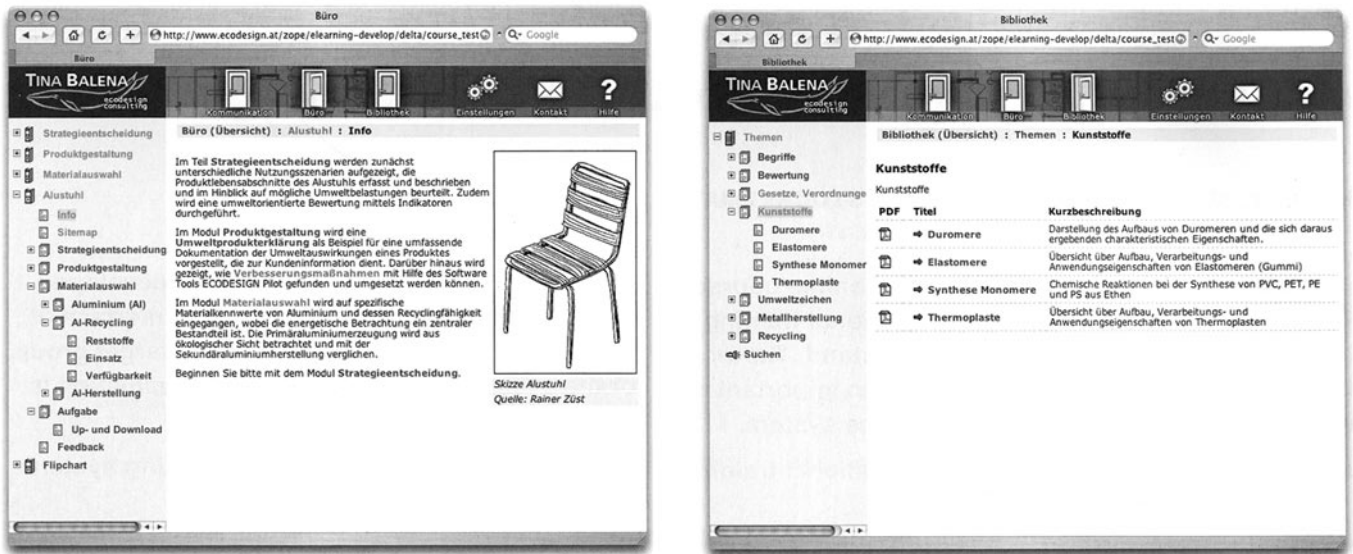 Büro
http://www.ecodesign.at/zope/elearning-develop/delta/course_test
Q- Google
Büro
TINA BALENA
ecodesign
consulting
Kommunikation
Büro
Bibliothek
Einstellungen
Kontakt
?
Hilfe
Strategieentscheidung
Produktgestaltung
Materialauswahl
Alustuhl
Info
Sitemap
Strategieentscheidung
Produktgestaltung
Materialauswahl
Aluminium (Al)
Al-Recycling
Reststoffe
Einsatz
Verfügbarkeit
Al-Herstellung
Aufgabe
Up- und Download
Feedback
Flipchart
Büro (Übersicht) : Alustuhl : Info
Im Teil Strategieentscheidung werden zunächst
unterschiedliche Nutzungsszenarien aufgezeigt, die
Produktlebensabschnitte des Alustuhls erfasst und beschrieben
und im Hinblick auf mögliche Umweltbelastungen beurteilt. Zudem
wird eine umweltorientierte Bewertung mittels Indikatoren
durchgeführt.
Im Modul Produktgestaltung wird eine
Umweltprodukterklärung als Beispiel für eine umfassende
Dokumentation der Umweltauswirkungen eines Produktes
vorgestellt, die zur Kundeninformation dient. Darüber hinaus wird
gezeigt, wie Verbesserungsmaßnahmen mit Hilfe des Software
Tools ECODESIGN Pilot gefunden und umgesetzt werden können.
Im Modul Materialauswahl wird auf spezifische
Materialkennwerte von Aluminium und dessen Recyclingfähigkeit
eingegangen, wobei die energetische Betrachtung ein zentraler
Bestandteil ist. Die Primäraluminiumerzeugung wird aus
ökologischer Sicht betrachtet und mit der
Sekundäraluminiumherstellung verglichen.
Beginnen Sie bitte mit dem Modul Strategieentscheidung.
Skizze Alustuhl
Quelle: Rainer Züst
Bibliothek
http://www.ecodesign.at/zope/elearning-develop/delta/course_test
Q- Google
Bibliothek
TINA BALENA
ecodesign
consulting
Kommunikation
Büro
Bibliothek
Einstellungen
Kontakt
?
Hilfe
Themen
Begriffe
Bewertung
Gesetze, Verordnunge
Kunststoffe
Duromere
Elastomere
Synthese Monomer
Thermoplaste
Umweltzeichen
Metallherstellung
Recycling
Suchen
Bibliothek (Übersicht) : Themen : Kunststoffe
Kunststoffe
Kunststoffe
PDF Titel Kurzbeschreibung
Duromere
Darstellung des Aufbaus von Duromeren und die sich daraus
ergebenden charakteristischen Eigenschaften.
Elastomere
Übersicht über Aufbau, Verarbeitungs- und
Anwendungseigenschaften von Elastomeren (Gummi)
Synthese Monomere
Chemische Reaktionen bei der Synthese von PVC, PET, PE
und PS aus Ethen
Thermoplaste
Übersicht über Aufbau, Verarbeitungs- und
Anwendungseigenschaften von Thermoplasten